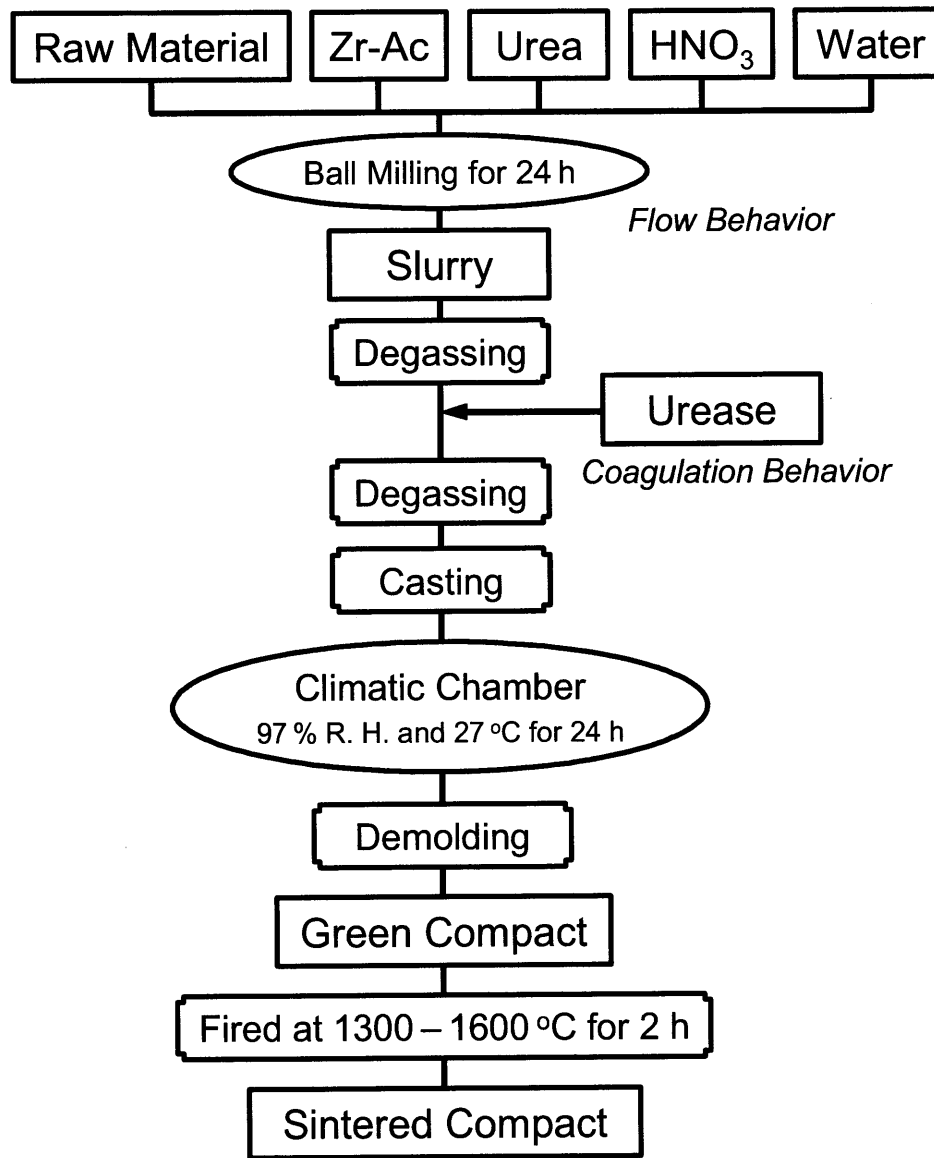 Raw Material
Zr-Ac
Urea
HNO₃
Water
Ball Milling for 24 h
Flow Behavior
Slurry
Degassing
Urease
Coagulation Behavior
Degassing
Casting
Climatic Chamber
97 % R. H. and 27 °C for 24 h
Demolding
Green Compact
Fired at 1300 – 1600 °C for 2 h
Sintered Compact